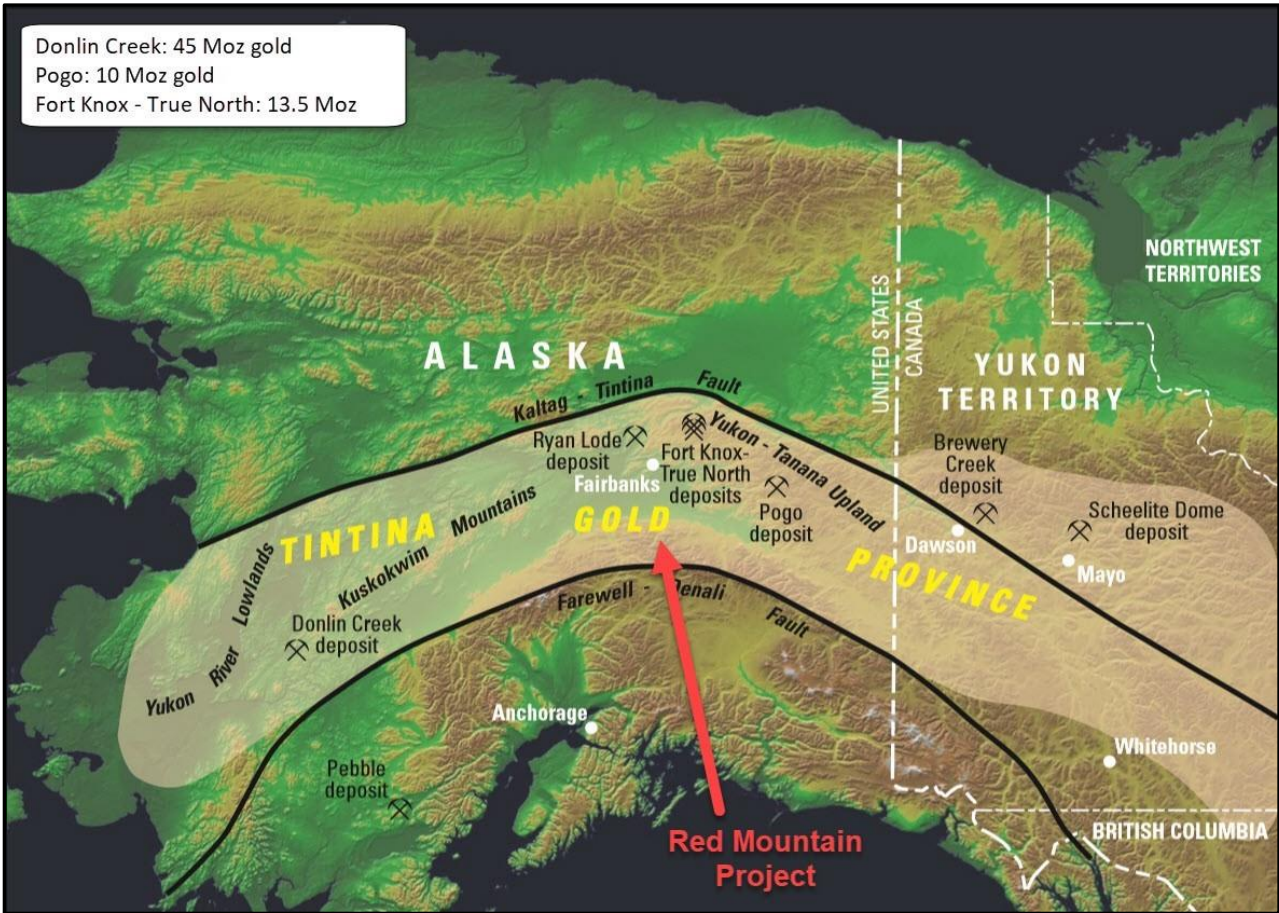 Donlin Creek: 45 Moz gold
Pogo: 10 Moz gold
Fort Knox - True North: 13.5 Moz
NORTHWEST
TERRITORIES
UNITED STATES
CANADA
ALASKA
YUKON
TERRITORY
Kaltag - Tintina Fault
Ryan Lode
deposit
Fairbanks
Fort Knox-
True North
deposits
Yukon - Tanana Upland
Pogo
deposit
Brewery
Creek
deposit
Scheelite Dome
deposit
Dawson
Mayo
TINTINA GOLD PROVINCE
Kuskokwim Mountains
Yukon River Lowlands
Donlin Creek
deposit
Farewell - Denali Fault
Anchorage
Whitehorse
Pebble
deposit
Red Mountain
Project
BRITISH COLUMBIA